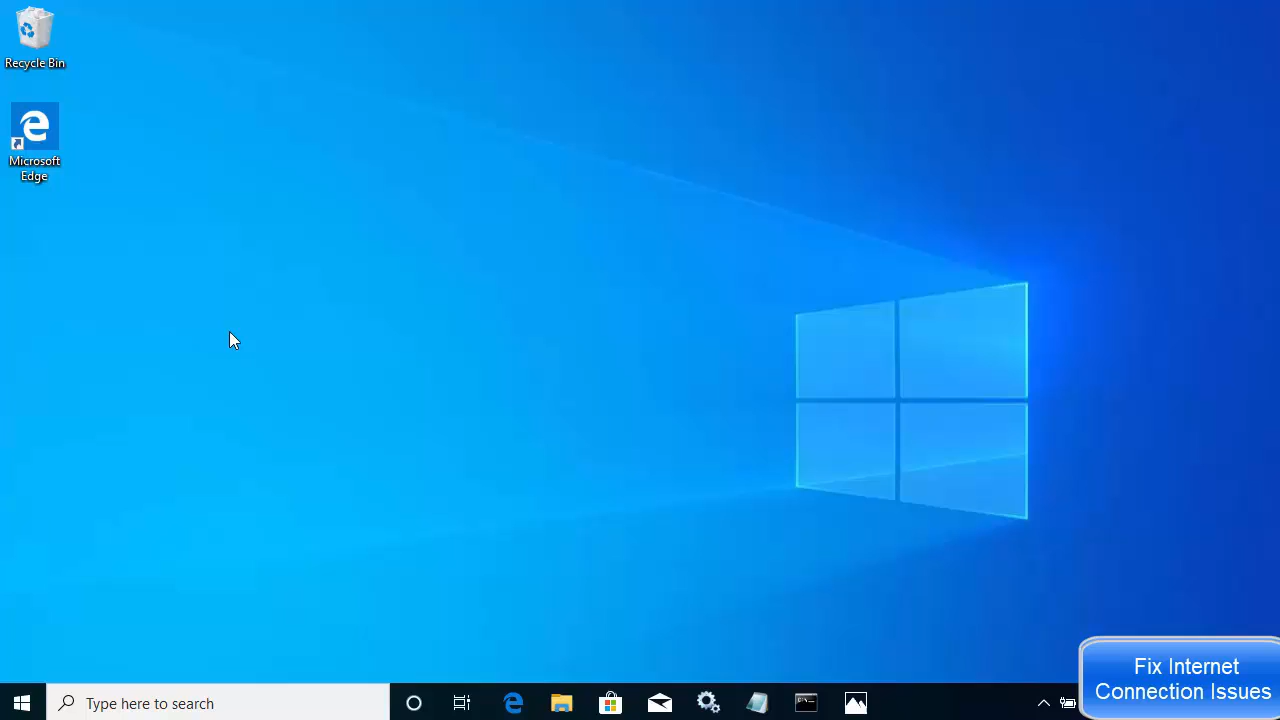 Recycle Bin
Microsoft
Edge
Type here to search
Fix Internet
Connection Issues